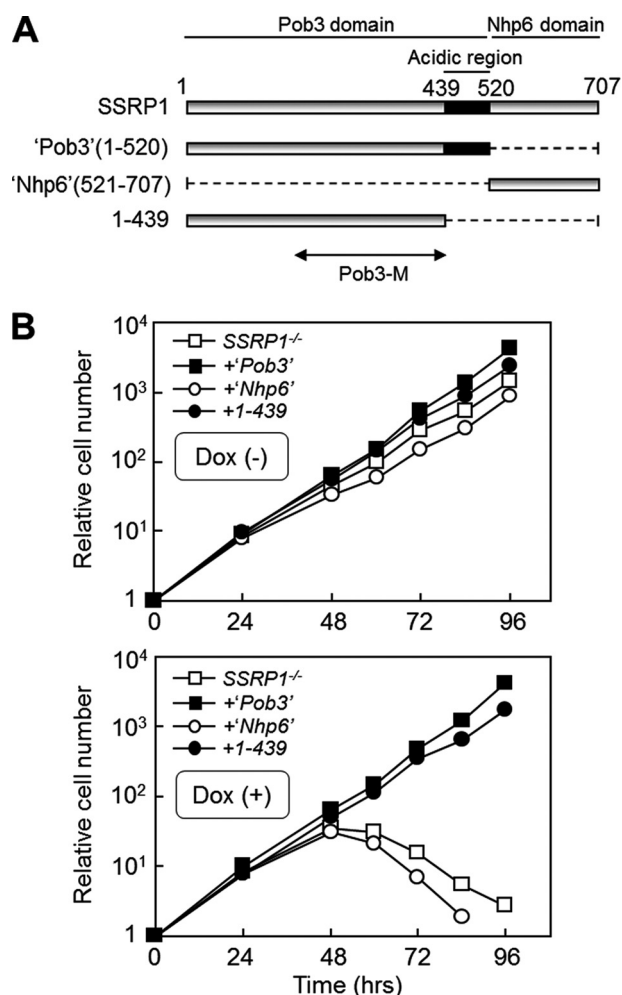 A
Pob3 domain Nhp6 domain
Acidic region
1 439 520 707
SSRP1
'Pob3'(1-520)
'Nhp6'(521-707)
1-439
Pob3-M
B
Relative cell number
10⁴
10³
10²
10¹
1
SSRP1-/-
+'Pob3'
+'Nhp6'
+1-439
Dox (-)
0 24 48 72 96
Relative cell number
10⁴
10³
10²
10¹
1
SSRP1-/-
+'Pob3'
+'Nhp6'
+1-439
Dox (+)
0 24 48 72 96
Time (hrs)